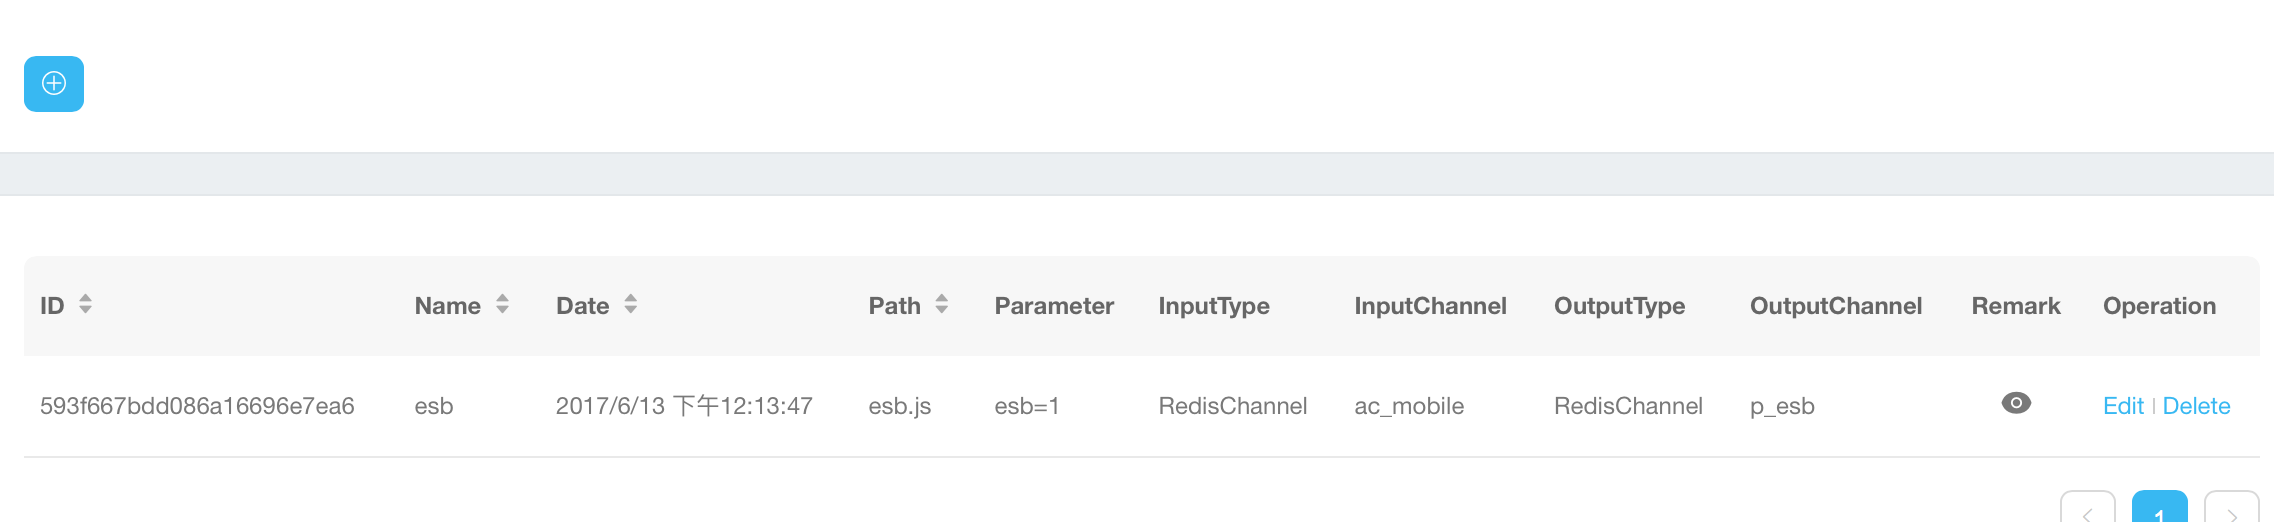 ID Name Date Path Parameter InputType InputChannel OutputType OutputChannel Remark Operation
593f667bdd086a16696e7ea6 esb 2017/6/13 下午12:13:47 esb.js esb=1 RedisChannel ac_mobile RedisChannel p_esb Edit | Delete
1